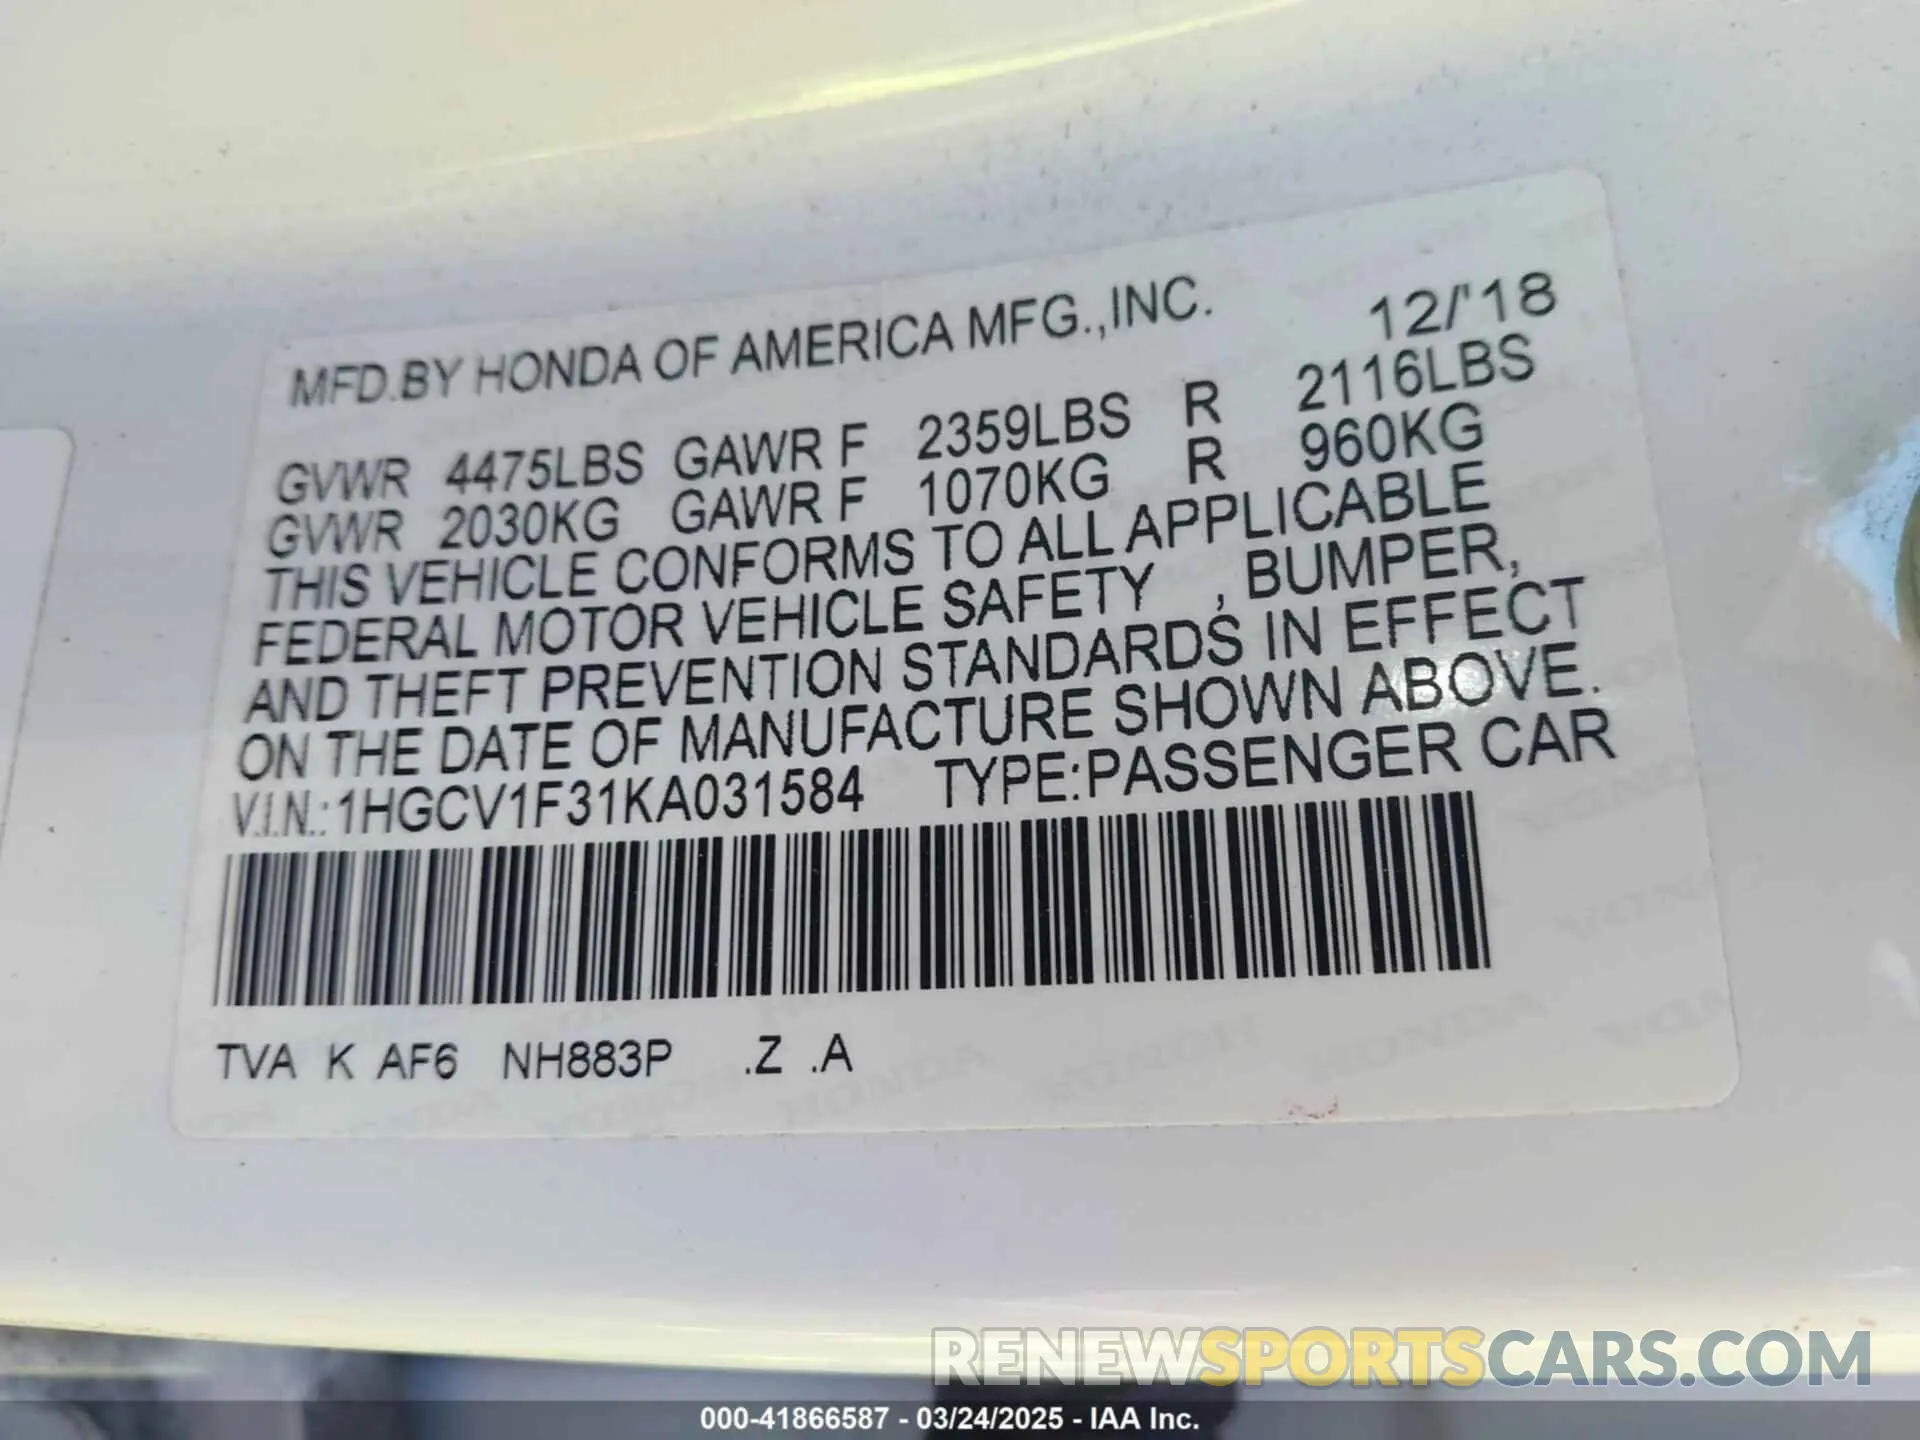 MFD.BY HONDA OF AMERICA MFG.,INC. 12/'18
GVWR 4475LBS GAWR F 2359LBS R 2116LBS
GVWR 2030KG GAWR F 1070KG R 960KG
THIS VEHICLE CONFORMS TO ALL APPLICABLE
FEDERAL MOTOR VEHICLE SAFETY , BUMPER,
AND THEFT PREVENTION STANDARDS IN EFFECT
ON THE DATE OF MANUFACTURE SHOWN ABOVE.
V.I.N.:1HGCV1F31KA031584 TYPE:PASSENGER CAR
TVA K AF6 NH883P .Z .A
RENEWSPORTSCARS.COM
000-41866587 - 03/24/2025 - IAA Inc.